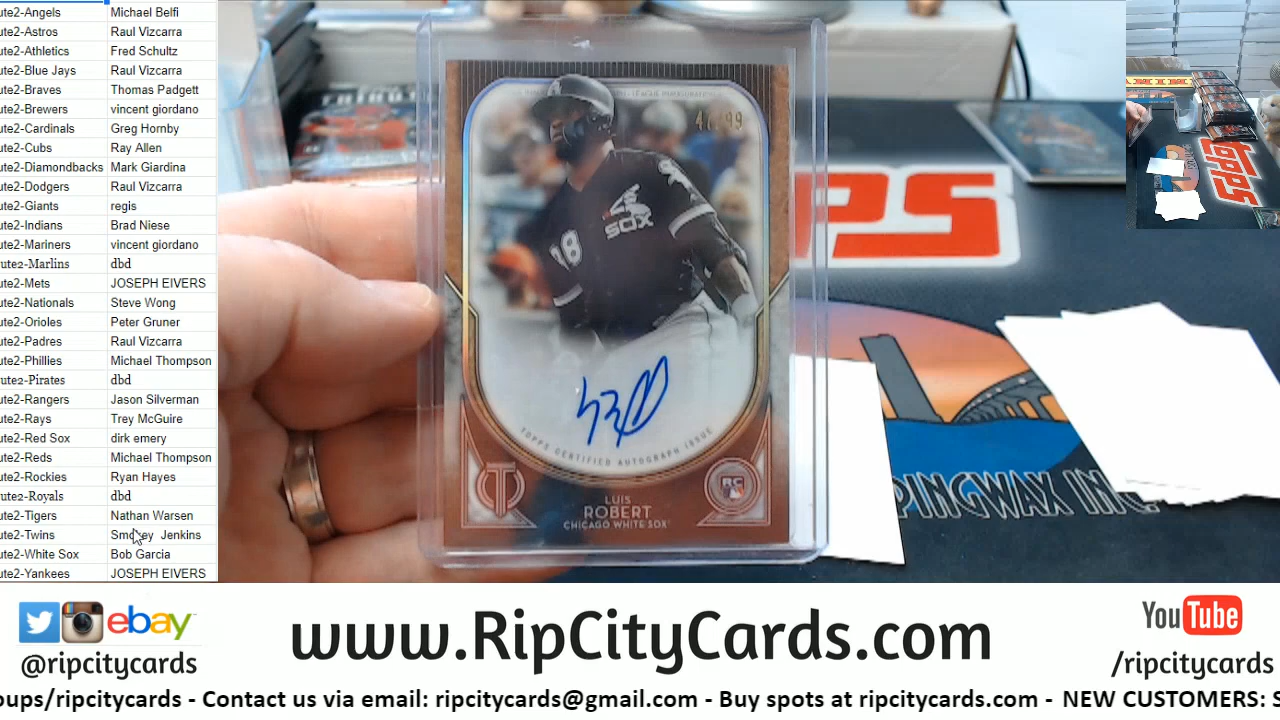 ute2-Angels Michael Belfi
ute2-Astros Raul Vizcarra
ute2-Athletics Fred Schultz
ute2-Blue Jays Raul Vizcarra
ute2-Braves Thomas Padgett
ute2-Brewers vincent giordano
ute2-Cardinals Greg Hornby
ute2-Cubs Ray Allen
ute2-Diamondbacks Mark Giardina
ute2-Dodgers Raul Vizcarra
ute2-Giants regis
ute2-Indians Brad Niese
ute2-Mariners vincent giordano
ute2-Marlins dbd
ute2-Mets JOSEPH EIVERS
ute2-Nationals Steve Wong
ute2-Orioles Peter Gruner
ute2-Padres Raul Vizcarra
ute2-Phillies Michael Thompson
ute2-Pirates dbd
ute2-Rangers Jason Silverman
ute2-Rays Trey McGuire
ute2-Red Sox dirk emery
ute2-Reds Michael Thompson
ute2-Rockies Ryan Hayes
ute2-Royals dbd
ute2-Tigers Nathan Warsen
ute2-Twins Jenkins
ute2-White Sox Bob Garcia
ute2-Yankees JOSEPH EIVERS
18
SOX
TOPPS CERTIFIED AUTOGRAPH ISSUE
RC
LUIS
ROBERT
CHICAGO WHITE SOX
PS
PINGWAX INC.
topps
ebay
@ripcitycards
www.RipCityCards.com
YouTube
/ripcitycards
oups/ripcitycards - Contact us via email: ripcitycards@gmail.com - Buy spots at ripcitycards.com - NEW CUSTOMERS: S